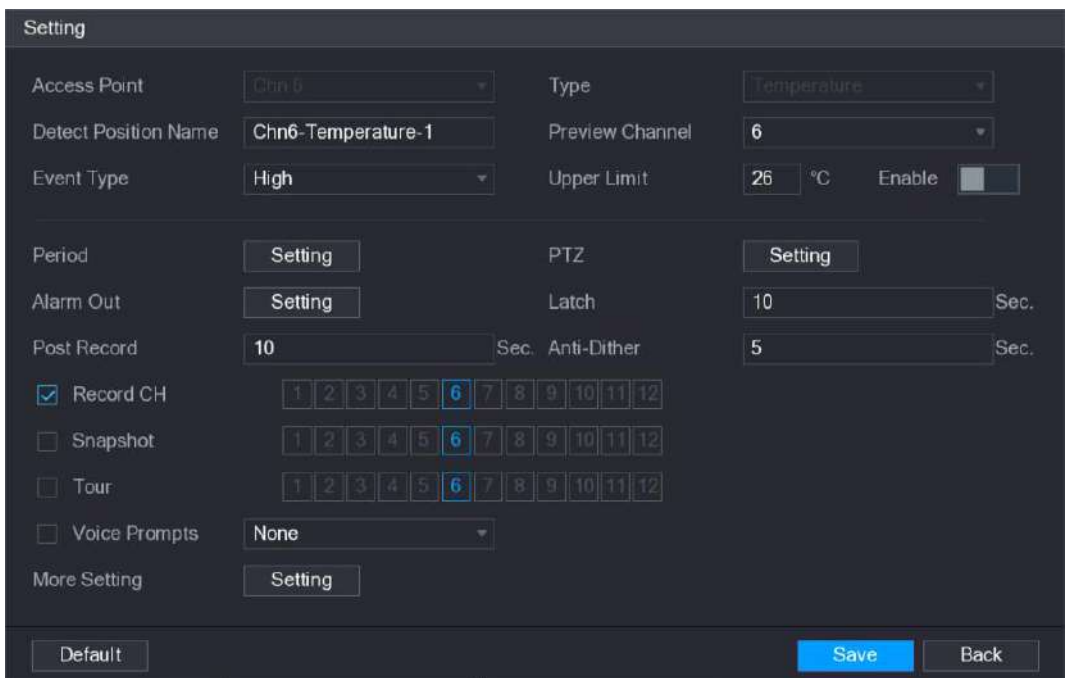 Setting
Access Point Chn 6 Type Temperature
Detect Position Name Chn6-Temperature-1 Preview Channel 6
Event Type High Upper Limit 26 °C Enable
Period Setting PTZ Setting
Alarm Out Setting Latch 10 Sec.
Post Record 10 Sec. Anti-Dither 5 Sec.
Record CH 1 2 3 4 5 6 7 8 9 10 11 12
Snapshot 1 2 3 4 5 6 7 8 9 10 11 12
Tour 1 2 3 4 5 6 7 8 9 10 11 12
Voice Prompts None
More Setting Setting
Default Save Back